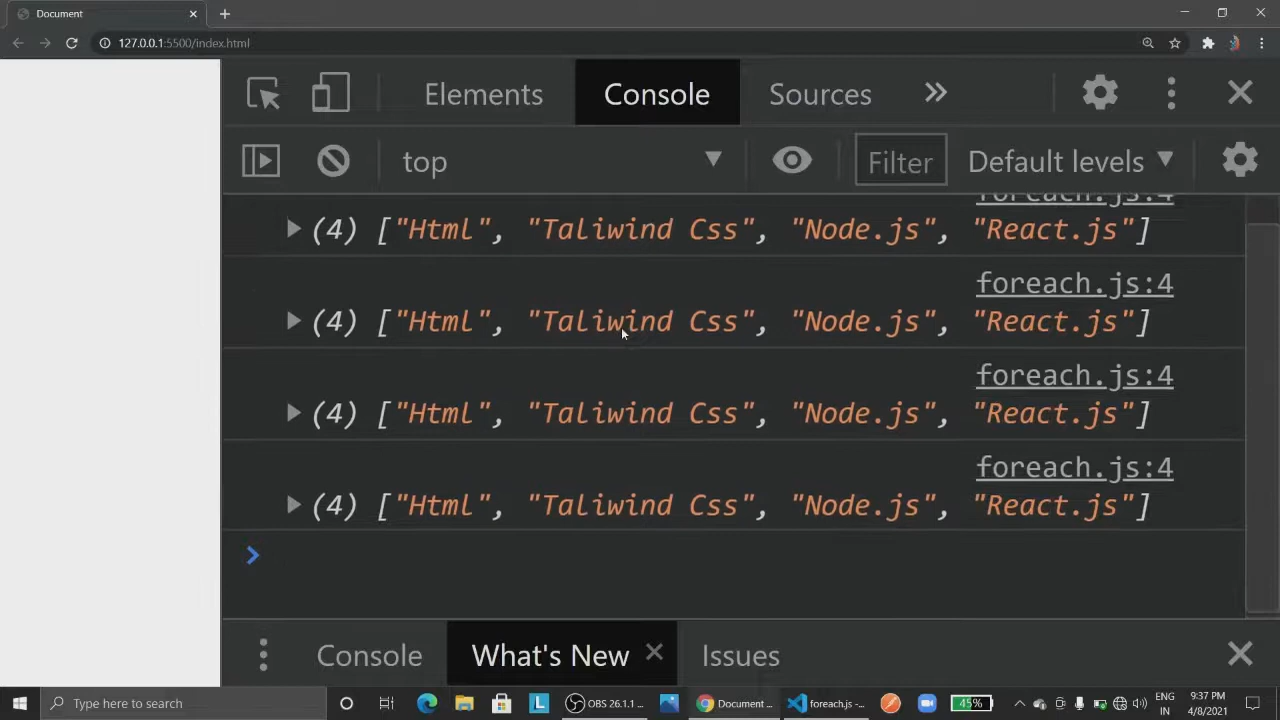 Document
127.0.0.1:5500/index.html
Elements Console Sources
top Filter Default levels
foreach.js:4
(4) ["Html", "Taliwind Css", "Node.js", "React.js"]
foreach.js:4
(4) ["Html", "Taliwind Css", "Node.js", "React.js"]
foreach.js:4
(4) ["Html", "Taliwind Css", "Node.js", "React.js"]
foreach.js:4
(4) ["Html", "Taliwind Css", "Node.js", "React.js"]
Console What's New Issues
Type here to search L OBS 26.1.1 ... Document ... foreach.js -... 45% ENG 9:37 PM
IN 4/8/2021